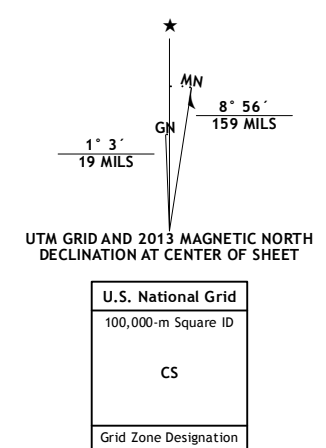 ★
MN
8° 56´
159 MILS
GN
1° 3´
19 MILS
UTM GRID AND 2013 MAGNETIC NORTH
DECLINATION AT CENTER OF SHEET
U.S. National Grid
100,000-m Square ID
CS
Grid Zone Designation